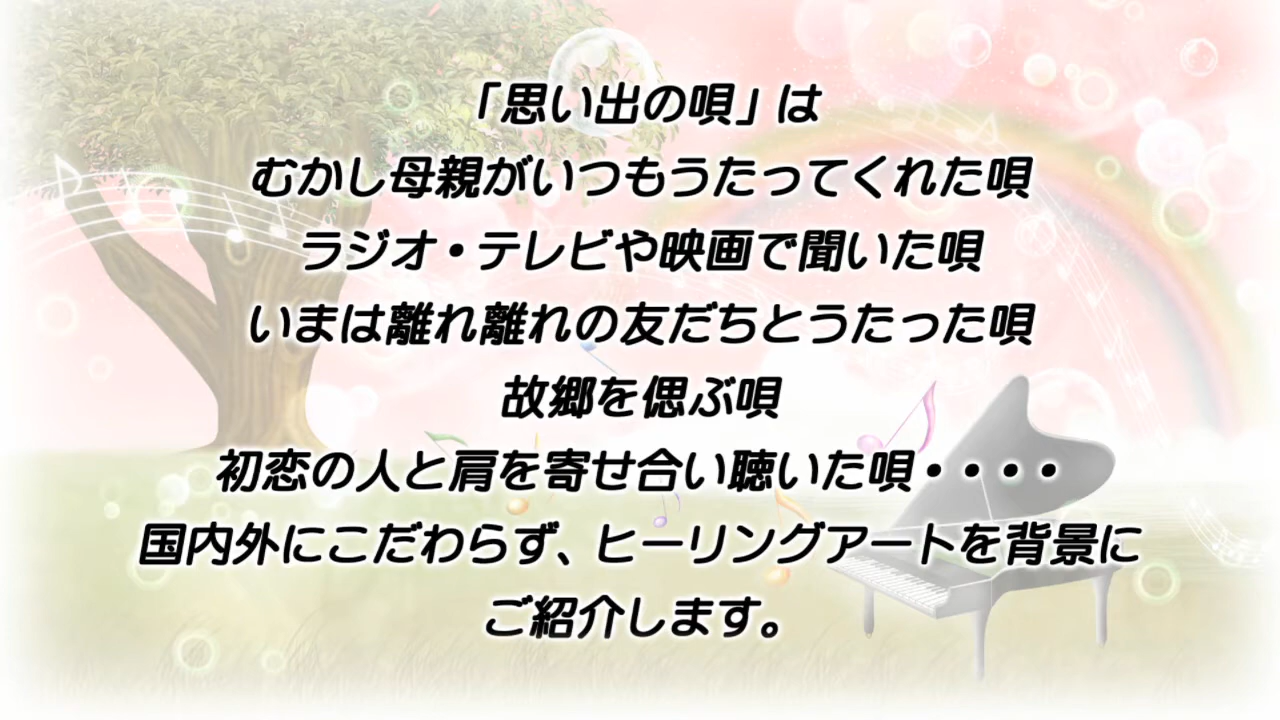 「思い出の唄」は
むかし母親がいつもうたってくれた唄
ラジオ・テレビや映画で聞いた唄
いまは離れ離れの友だちとうたった唄
故郷を偲ぶ唄
初恋の人と肩を寄せ合い聴いた唄・・・・
国内外にこだわらず、ヒーリングアートを背景に
ご紹介します。